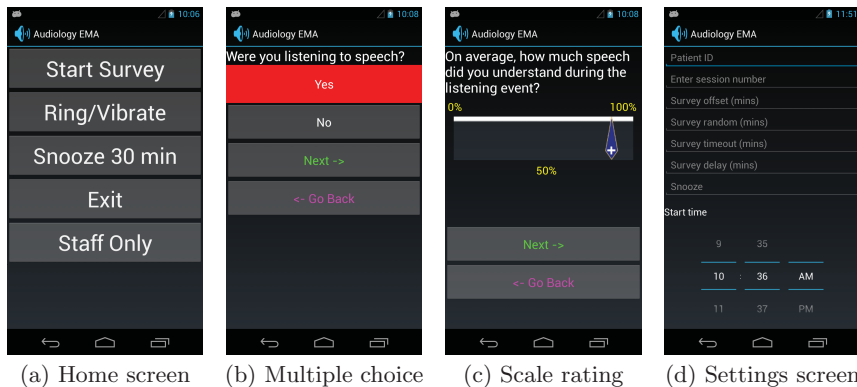 10:06
Audiology EMA
Start Survey
Ring/Vibrate
Snooze 30 min
Exit
Staff Only
(a) Home screen
10:08
Audiology EMA
Were you listening to speech?
Yes
No
Next ->
<- Go Back
(b) Multiple choice
10:08
Audiology EMA
On average, how much speech
did you understand during the
listening event?
0% 100%
50%
Next ->
<- Go Back
(c) Scale rating
11:51
Audiology EMA
Patient ID
Enter session number
Survey offset (mins)
Survey random (mins)
Survey timeout (mins)
Survey delay (mins)
Snooze
Start time
9 35
10 : 36 AM
11 37 PM
(d) Settings screen